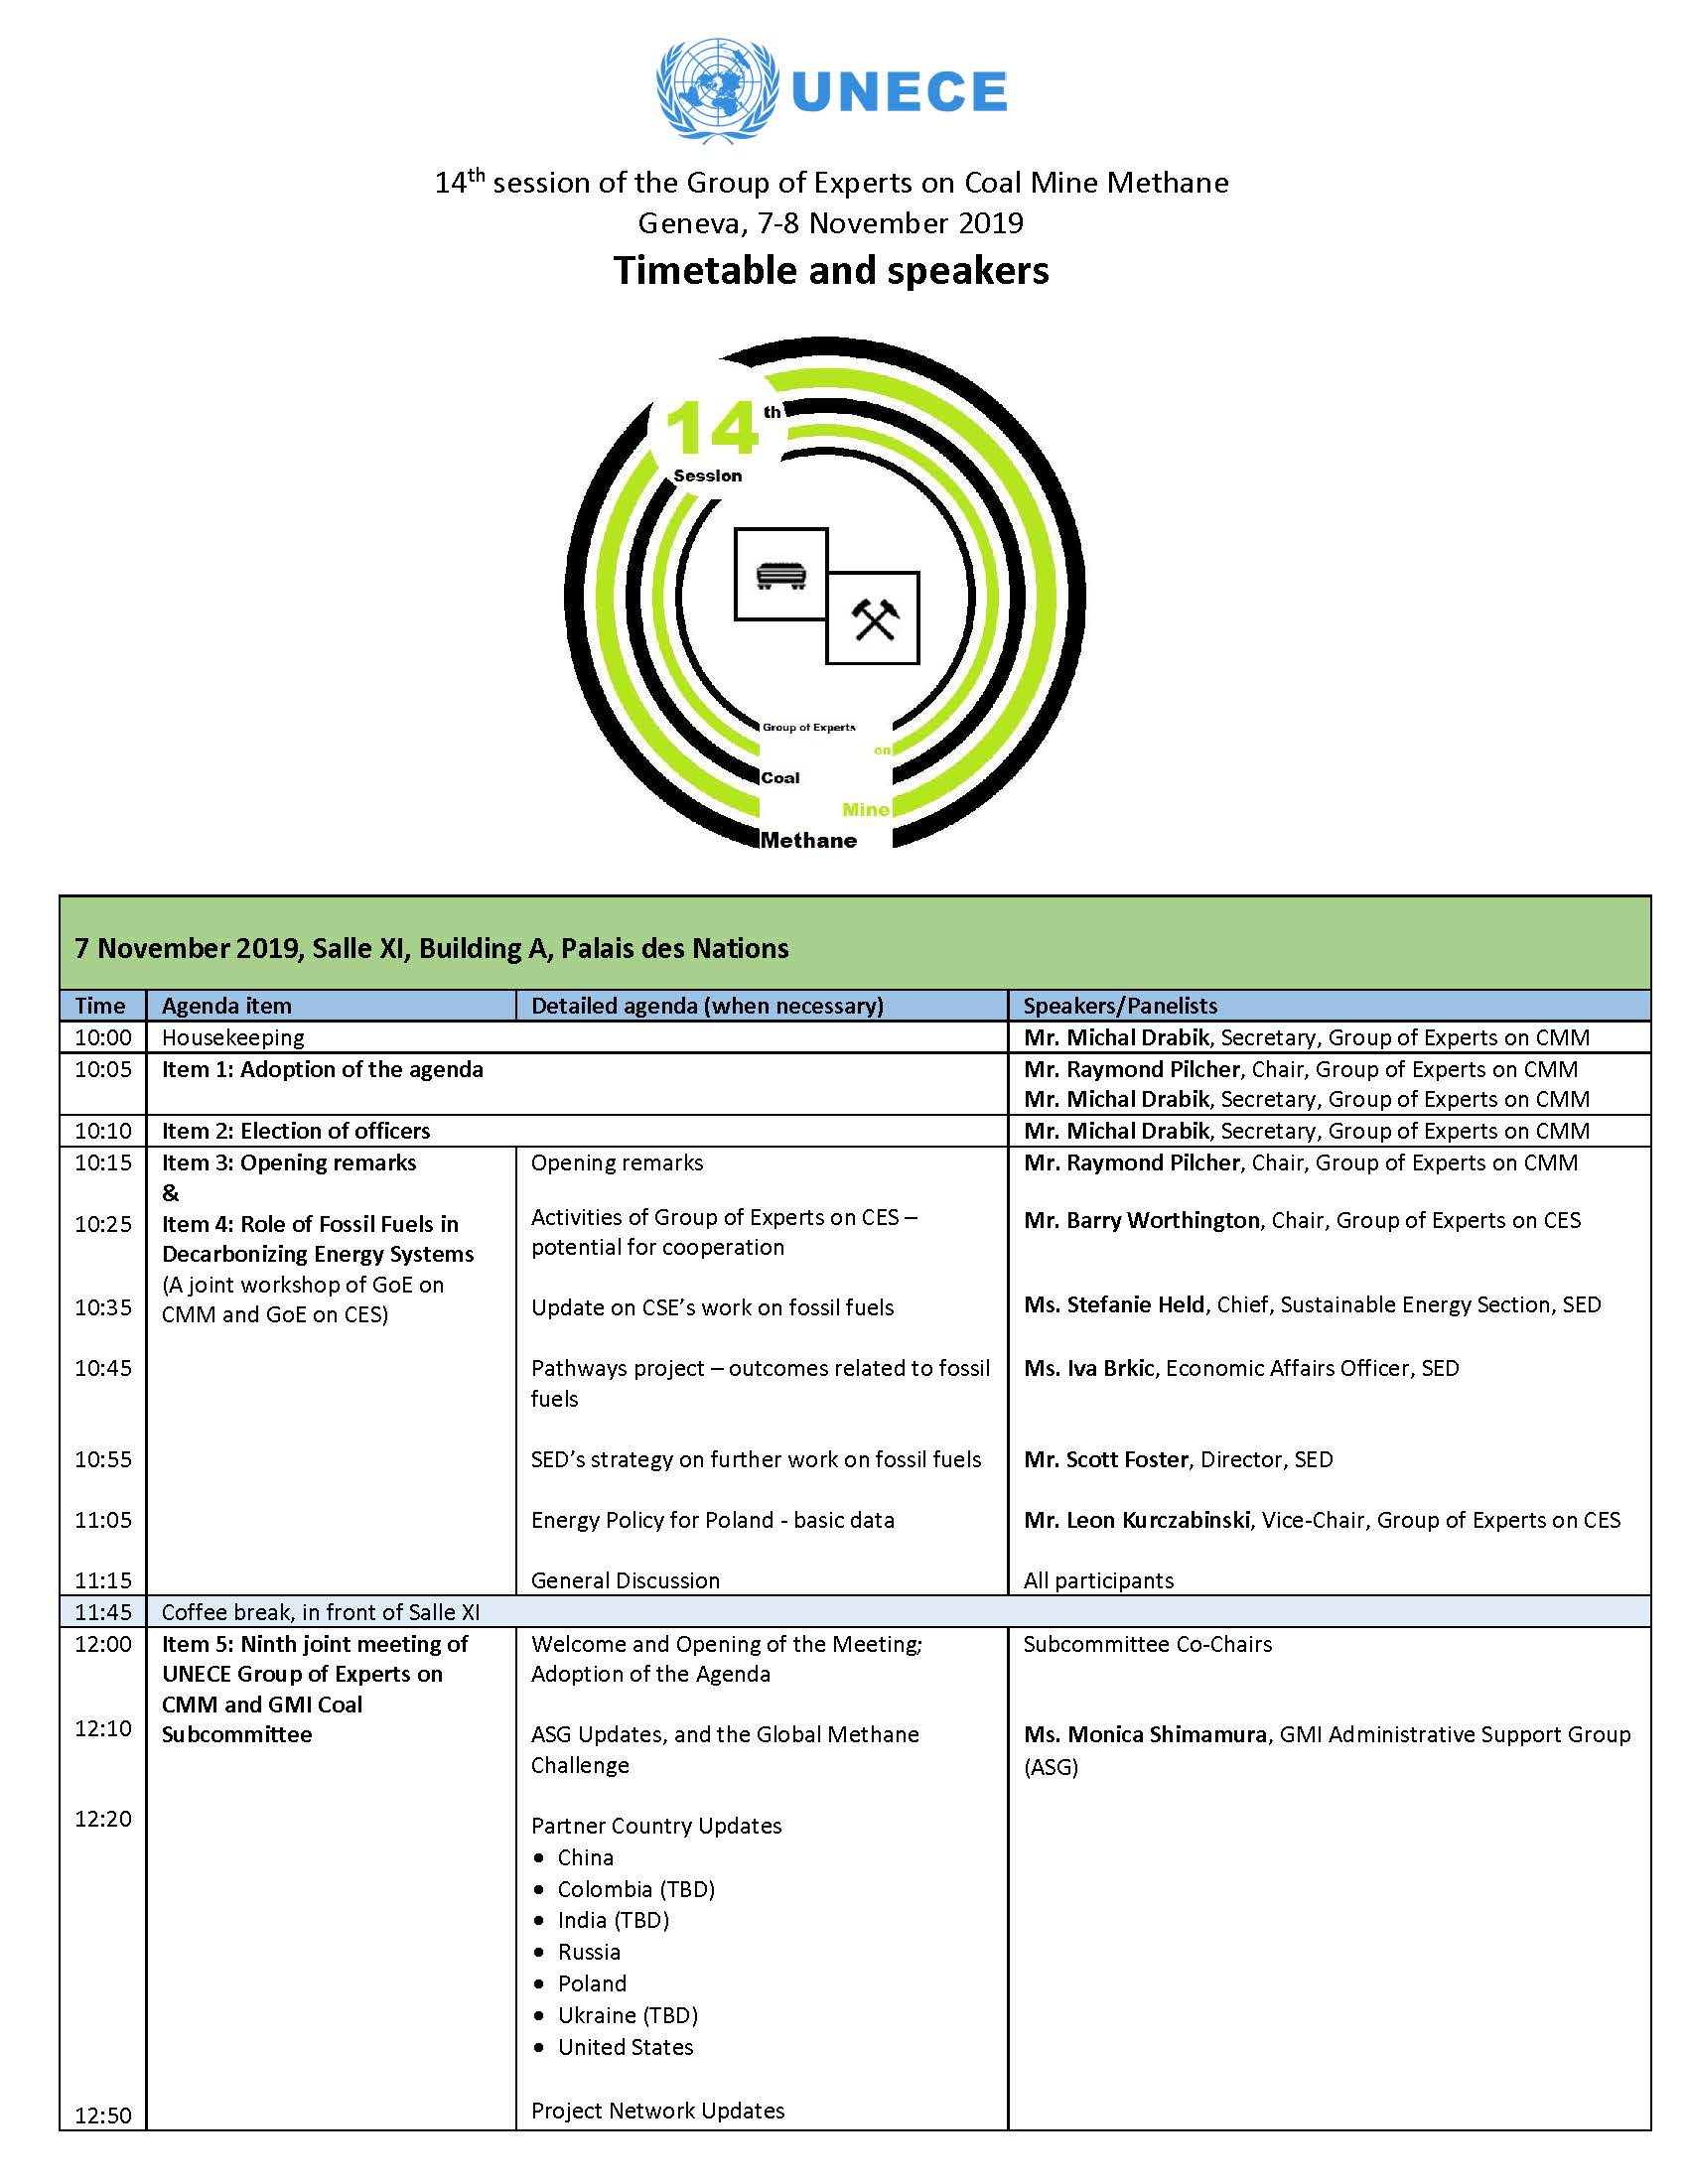 UNECE
14th session of the Group of Experts on Coal Mine Methane
Geneva, 7-8 November 2019
Timetable and speakers
14th
Session
Group of Experts
on
Coal
Mine
Methane
7 November 2019, Salle XI, Building A, Palais des Nations
Time Agenda item Detailed agenda (when necessary) Speakers/Panelists
10:00 Housekeeping Mr. Michal Drabik, Secretary, Group of Experts on CMM
10:05 Item 1: Adoption of the agenda Mr. Raymond Pilcher, Chair, Group of Experts on CMM
Mr. Michal Drabik, Secretary, Group of Experts on CMM
10:10 Item 2: Election of officers Mr. Michal Drabik, Secretary, Group of Experts on CMM
10:15 Item 3: Opening remarks Opening remarks Mr. Raymond Pilcher, Chair, Group of Experts on CMM
&
10:25 Item 4: Role of Fossil Fuels in Activities of Group of Experts on CES – Mr. Barry Worthington, Chair, Group of Experts on CES
Decarbonizing Energy Systems potential for cooperation
(A joint workshop of GoE on
10:35 CMM and GoE on CES) Update on CSE’s work on fossil fuels Ms. Stefanie Held, Chief, Sustainable Energy Section, SED
10:45 Pathways project – outcomes related to fossil Ms. Iva Brkic, Economic Affairs Officer, SED
fuels
10:55 SED’s strategy on further work on fossil fuels Mr. Scott Foster, Director, SED
11:05 Energy Policy for Poland - basic data Mr. Leon Kurczabinski, Vice-Chair, Group of Experts on CES
11:15 General Discussion All participants
11:45 Coffee break, in front of Salle XI
12:00 Item 5: Ninth joint meeting of Welcome and Opening of the Meeting; Subcommittee Co-Chairs
UNECE Group of Experts on Adoption of the Agenda
CMM and GMI Coal
12:10 Subcommittee ASG Updates, and the Global Methane Ms. Monica Shimamura, GMI Administrative Support Group
Challenge (ASG)
12:20 Partner Country Updates
• China
• Colombia (TBD)
• India (TBD)
• Russia
• Poland
• Ukraine (TBD)
• United States
12:50 Project Network Updates